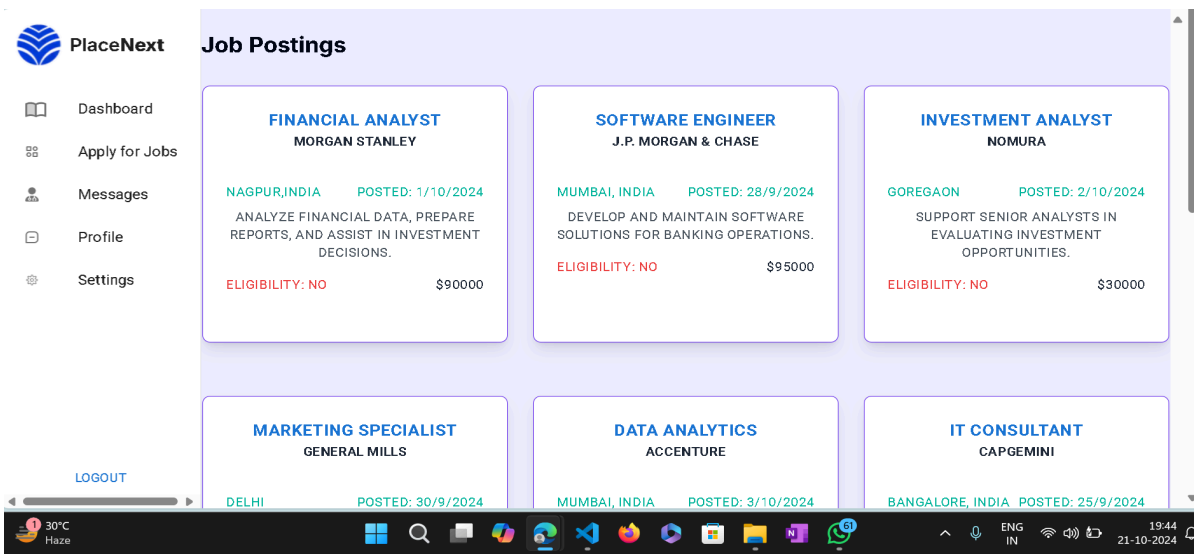 PlaceNext
Dashboard
Apply for Jobs
Messages
Profile
Settings
LOGOUT
Job Postings
FINANCIAL ANALYST
MORGAN STANLEY
NAGPUR,INDIA POSTED: 1/10/2024
ANALYZE FINANCIAL DATA, PREPARE
REPORTS, AND ASSIST IN INVESTMENT
DECISIONS.
ELIGIBILITY: NO $90000
SOFTWARE ENGINEER
J.P. MORGAN & CHASE
MUMBAI, INDIA POSTED: 28/9/2024
DEVELOP AND MAINTAIN SOFTWARE
SOLUTIONS FOR BANKING OPERATIONS.
ELIGIBILITY: NO $95000
INVESTMENT ANALYST
NOMURA
GOREGAON POSTED: 2/10/2024
SUPPORT SENIOR ANALYSTS IN
EVALUATING INVESTMENT
OPPORTUNITIES.
ELIGIBILITY: NO $30000
MARKETING SPECIALIST
GENERAL MILLS
DELHI POSTED: 30/9/2024
DATA ANALYTICS
ACCENTURE
MUMBAI, INDIA POSTED: 3/10/2024
IT CONSULTANT
CAPGEMINI
BANGALORE, INDIA POSTED: 25/9/2024
1
30°C
Haze
61
ENG
IN
19:44
21-10-2024